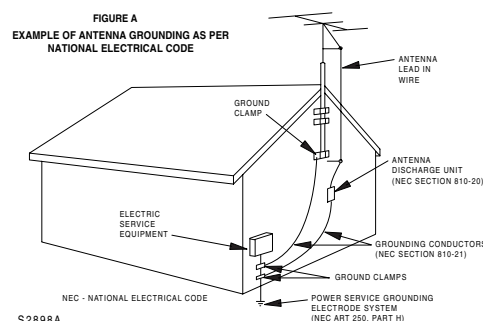 FIGURE A
EXAMPLE OF ANTENNA GROUNDING AS PER
NATIONAL ELECTRICAL CODE
ANTENNA
LEAD IN
WIRE
GROUND
CLAMP
ANTENNA
DISCHARGE UNIT
(NEC SECTION 810-20)
ELECTRIC
SERVICE
EQUIPMENT
GROUNDING CONDUCTORS
(NEC SECTION 810-21)
GROUND CLAMPS
NEC - NATIONAL ELECTRICAL CODE
POWER SERVICE GROUNDING
ELECTRODE SYSTEM
(NEC ART 250, PART H)
S2898A